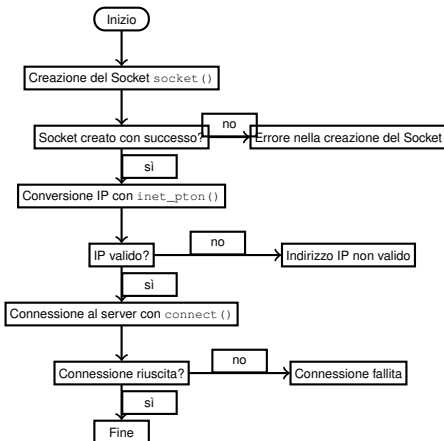 Inizio
Creazione del Socket socket()
Socket creato con successo?
no
Errore nella creazione del Socket
sì
Conversione IP con inet_pton()
IP valido?
no
Indirizzo IP non valido
sì
Connessione al server con connect()
Connessione riuscita?
no
Connessione fallita
sì
Fine